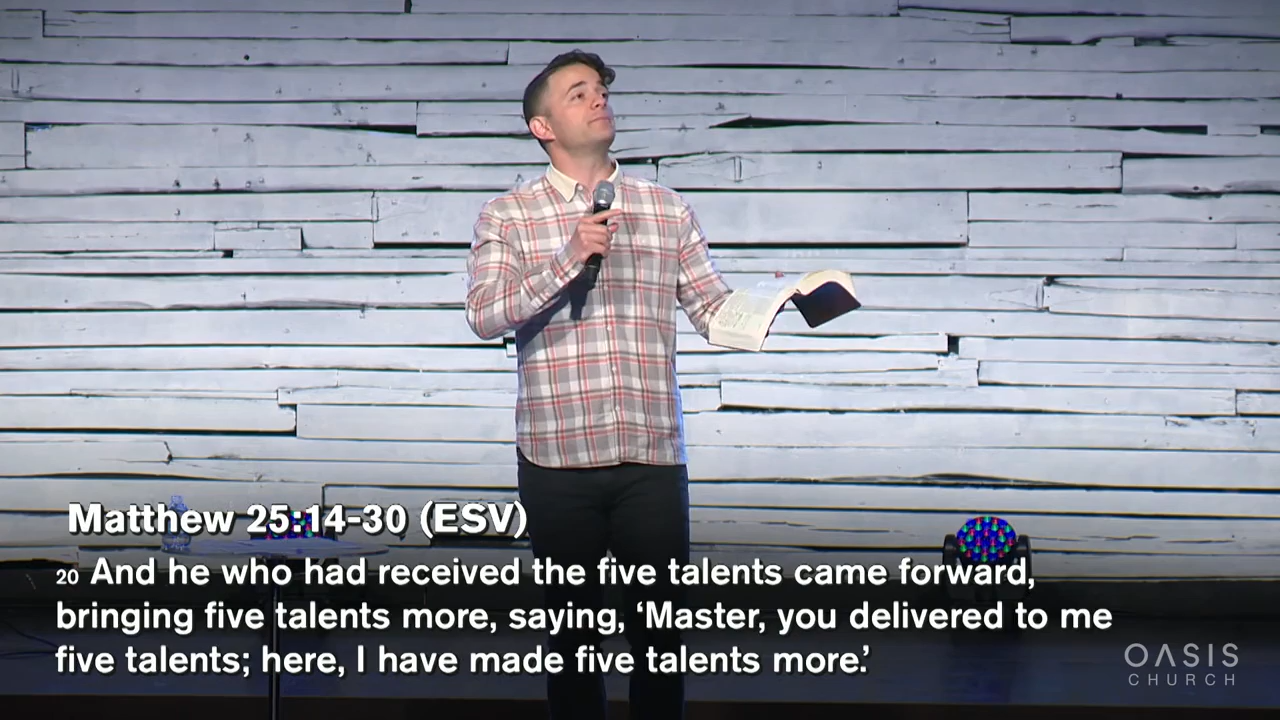 Matthew 25:14-30 (ESV)
20 And he who had received the five talents came forward,
bringing five talents more, saying, ‘Master, you delivered to me
five talents; here, I have made five talents more.’
OASIS
CHURCH